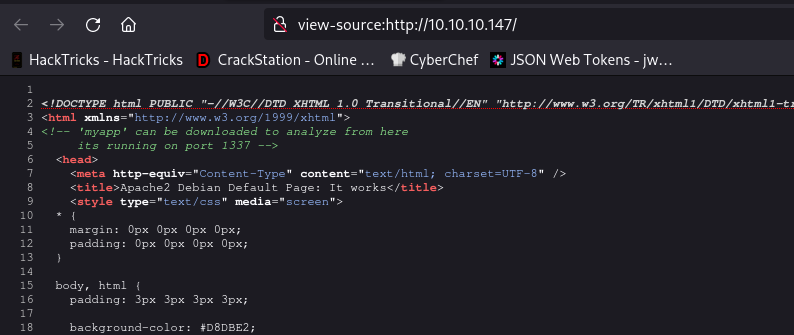 view-source:http://10.10.10.147/
HackTricks - HackTricks D CrackStation - Online … CyberChef JSON Web Tokens - jw…
1
2 <!DOCTYPE html PUBLIC "-//W3C//DTD XHTML 1.0 Transitional//EN" "http://www.w3.org/TR/xhtml1/DTD/xhtml1-tr
3 <html xmlns="http://www.w3.org/1999/xhtml">
4 <!-- 'myapp' can be downloaded to analyze from here
5 its running on port 1337 -->
6 <head>
7 <meta http-equiv="Content-Type" content="text/html; charset=UTF-8" />
8 <title>Apache2 Debian Default Page: It works</title>
9 <style type="text/css" media="screen">
10 * {
11 margin: 0px 0px 0px 0px;
12 padding: 0px 0px 0px 0px;
13 }
14
15 body, html {
16 padding: 3px 3px 3px 3px;
17
18 background-color: #D8DBE2;